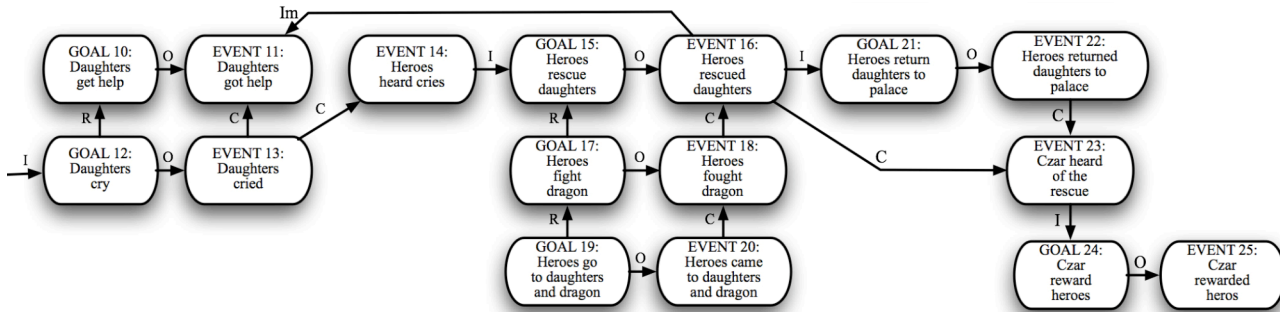 Im
GOAL 10:
Daughters
get help
O
EVENT 11:
Daughters
got help
EVENT 14:
Heroes
heard cries
I
GOAL 15:
Heroes
rescue
daughters
O
EVENT 16:
Heroes
rescued
daughters
I
GOAL 21:
Heroes return
daughters to
palace
O
EVENT 22:
Heroes returned
daughters to
palace
R
C
C
R
C
C
I
GOAL 12:
Daughters
cry
O
EVENT 13:
Daughters
cried
GOAL 17:
Heroes
fight
dragon
O
EVENT 18:
Heroes
fought
dragon
C
EVENT 23:
Czar heard
of the
rescue
R
C
I
GOAL 19:
Heroes go
to daughters
and dragon
O
EVENT 20:
Heroes came
to daughters
and dragon
GOAL 24:
Czar
reward
heroes
O
EVENT 25:
Czar
rewarded
heros